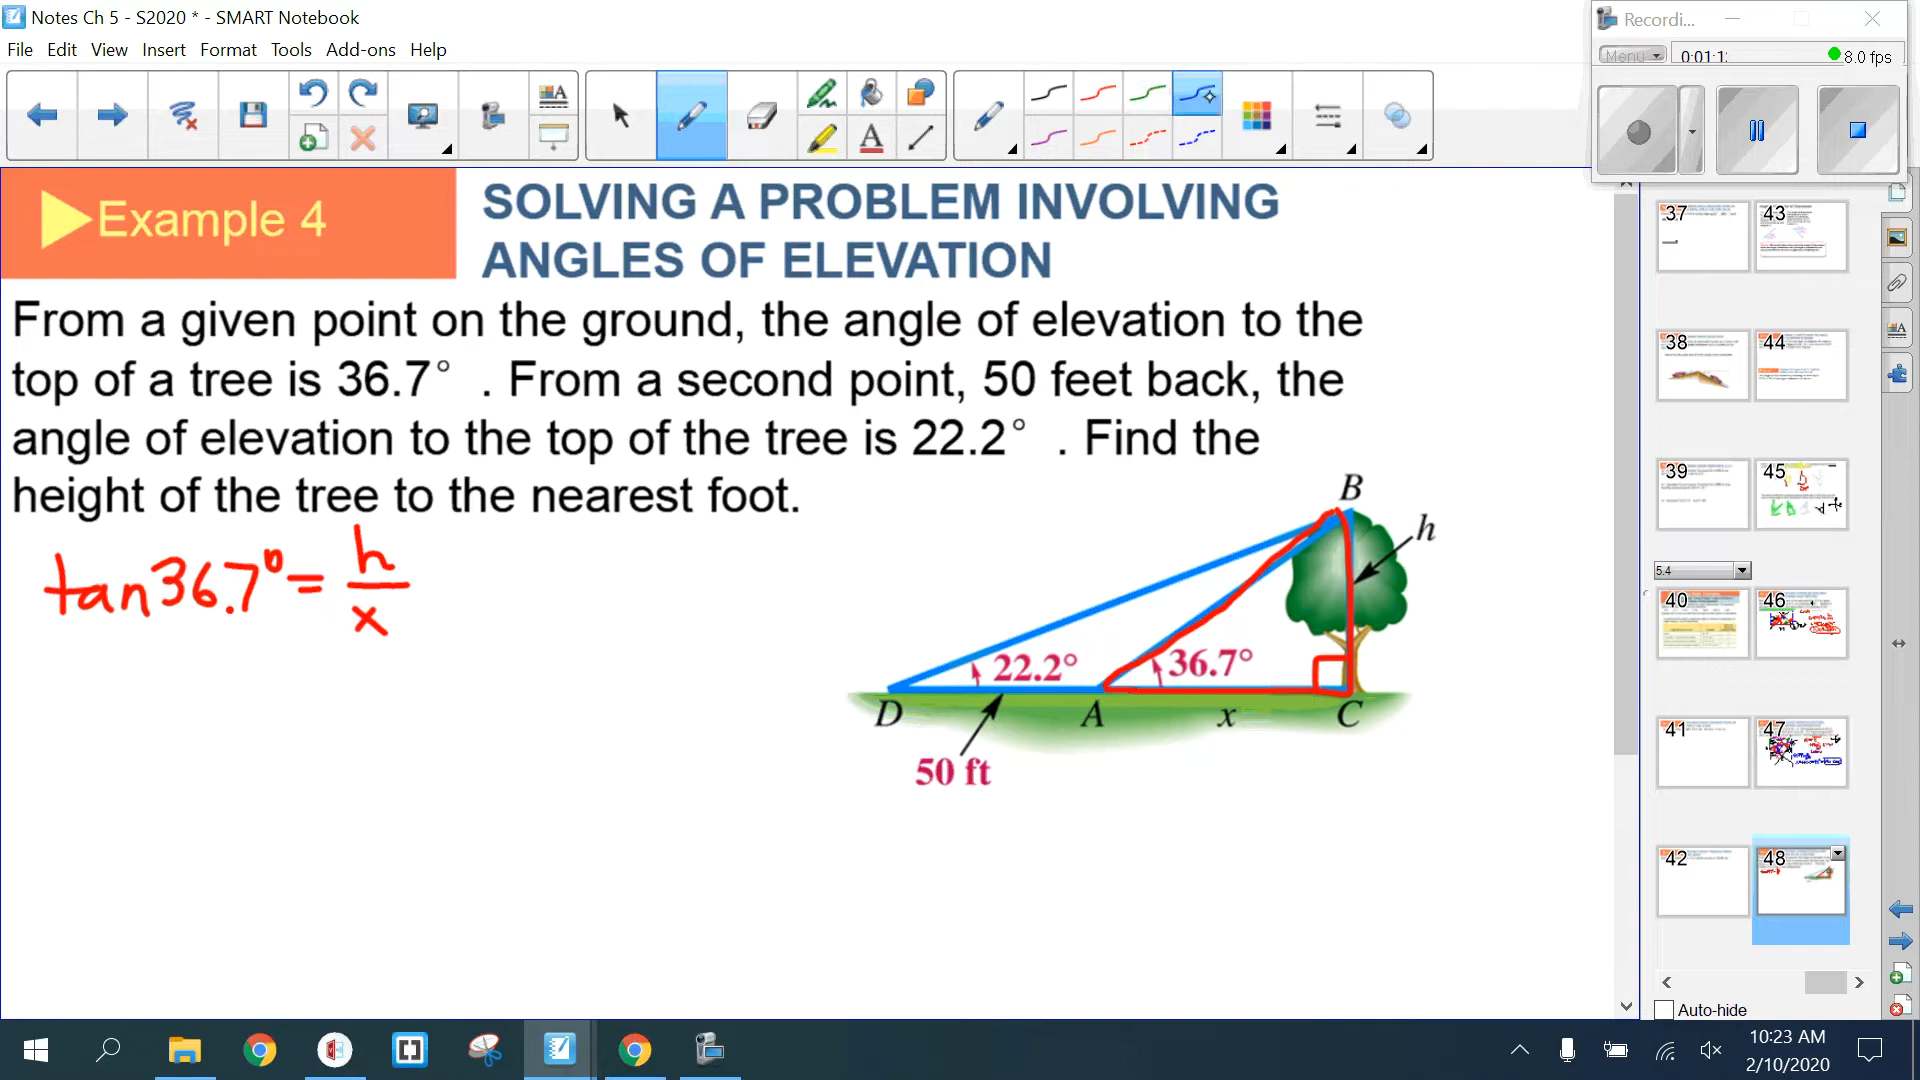 Notes Ch 5 - S2020 * - SMART Notebook
File Edit View Insert Format Tools Add-ons Help
Recordi...
Menu 0:01:1 8.0 fps
Example 4
SOLVING A PROBLEM INVOLVING
ANGLES OF ELEVATION
From a given point on the ground, the angle of elevation to the
top of a tree is 36.7° . From a second point, 50 feet back, the
angle of elevation to the top of the tree is 22.2° . Find the
height of the tree to the nearest foot.
tan 36.7° = h/x
B
h
22.2°
36.7°
D A x C
50 ft
37 43
38 44
39 45
5.4
40 46
41 47
42 48
Auto-hide
10:23 AM
2/10/2020